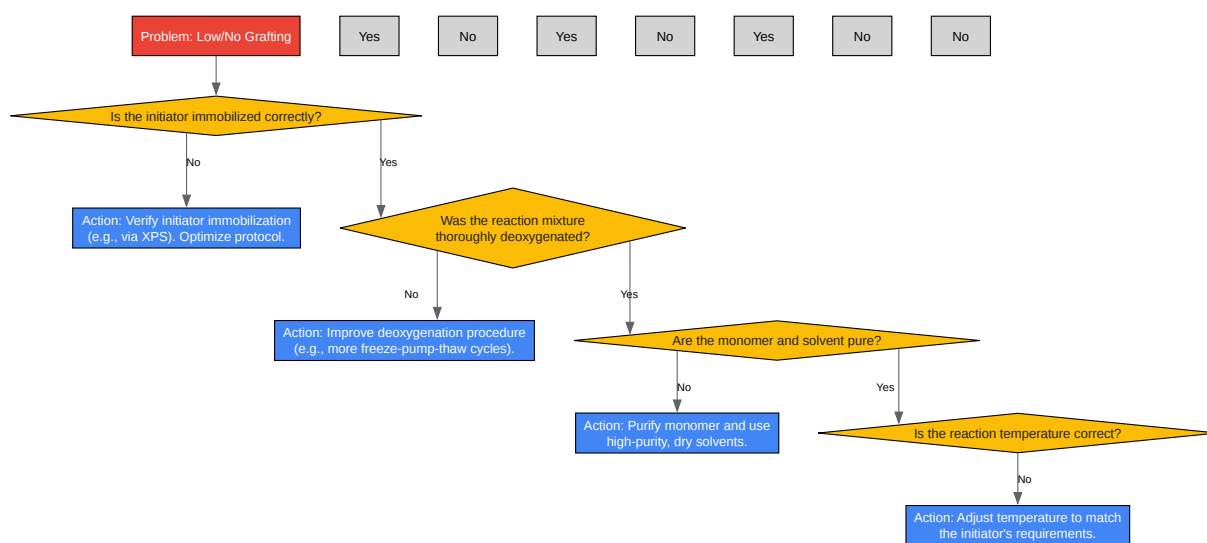 Problem: Low/No Grafting
Yes
No
Yes
No
Yes
No
No
Is the initiator immobilized correctly?
No
Yes
Action: Verify initiator immobilization
(e.g., via XPS). Optimize protocol.
Was the reaction mixture
thoroughly deoxygenated?
No
Yes
Action: Improve deoxygenation procedure
(e.g., more freeze-pump-thaw cycles).
Are the monomer and solvent pure?
No
Yes
Action: Purify monomer and use
high-purity, dry solvents.
Is the reaction temperature correct?
No
Action: Adjust temperature to match
the initiator's requirements.